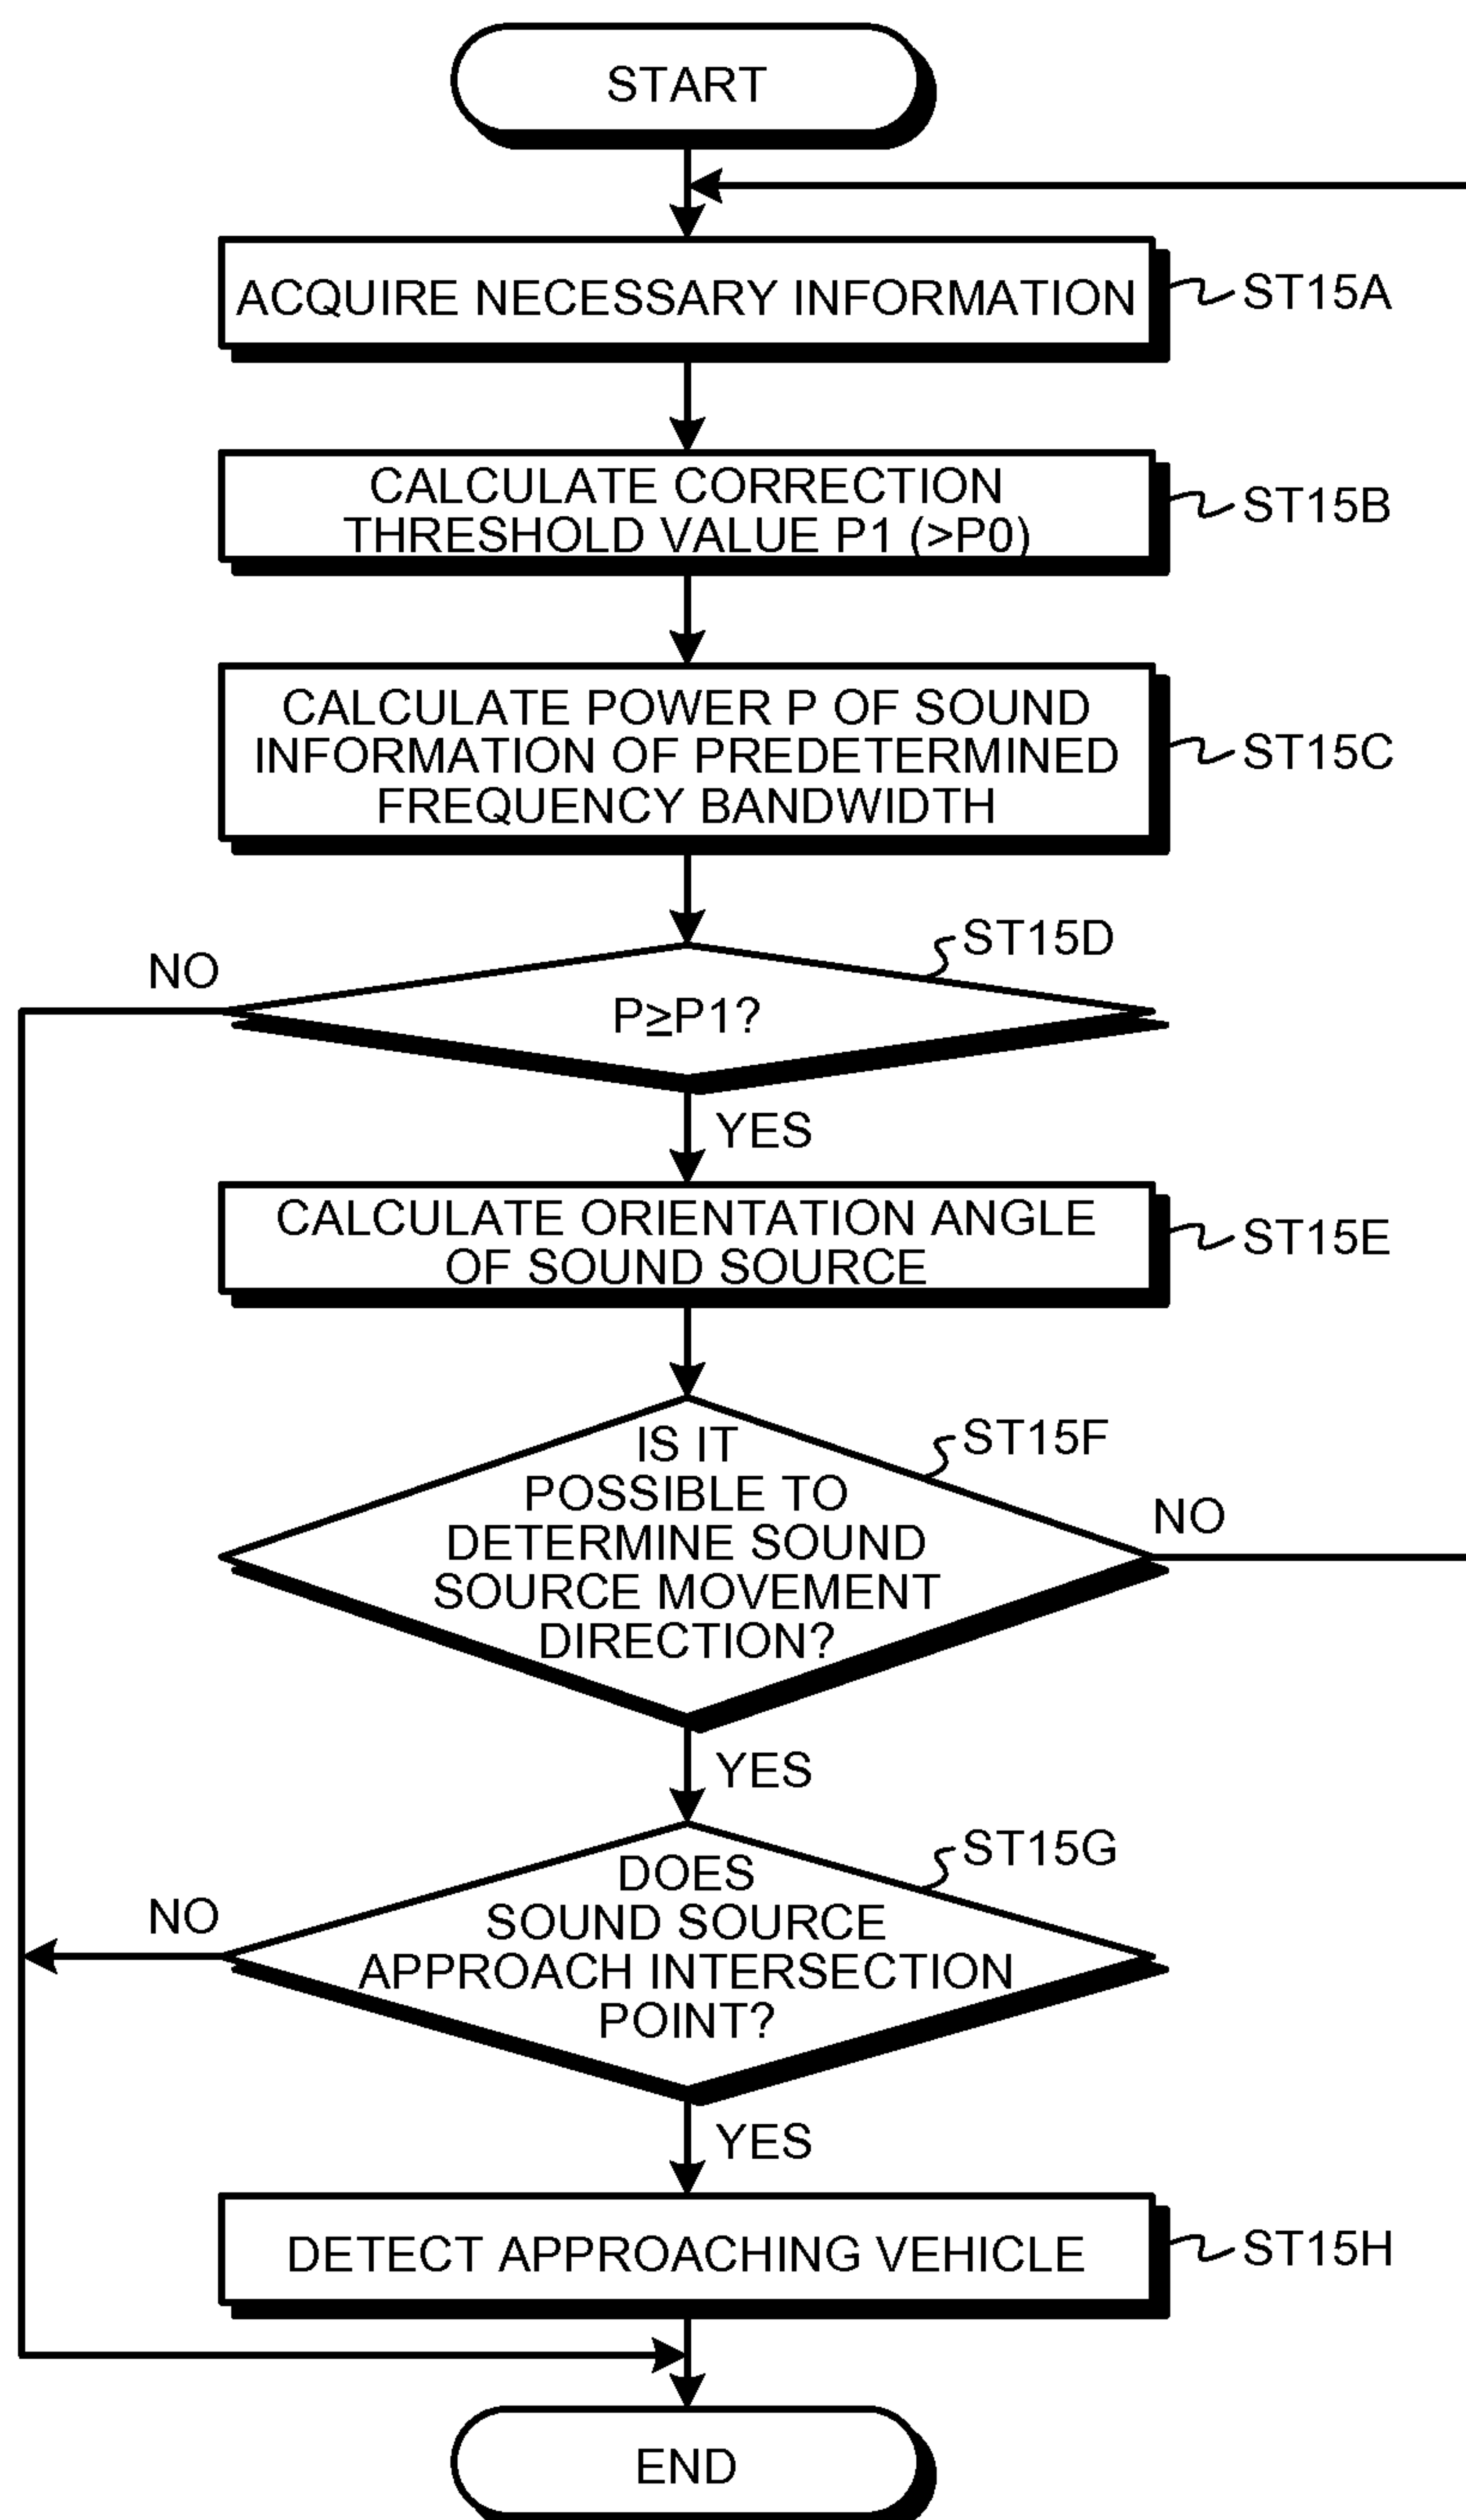 START
ACQUIRE NECESSARY INFORMATION
ST15A
CALCULATE CORRECTION
THRESHOLD VALUE P1 (>P0)
ST15B
CALCULATE POWER P OF SOUND
INFORMATION OF PREDETERMINED
FREQUENCY BANDWIDTH
ST15C
ST15D
NO
P≥P1?
YES
CALCULATE ORIENTATION ANGLE
OF SOUND SOURCE
ST15E
ST15F
IS IT
POSSIBLE TO
DETERMINE SOUND
SOURCE MOVEMENT
DIRECTION?
NO
YES
ST15G
DOES
SOUND SOURCE
APPROACH INTERSECTION
POINT?
NO
YES
DETECT APPROACHING VEHICLE
ST15H
END